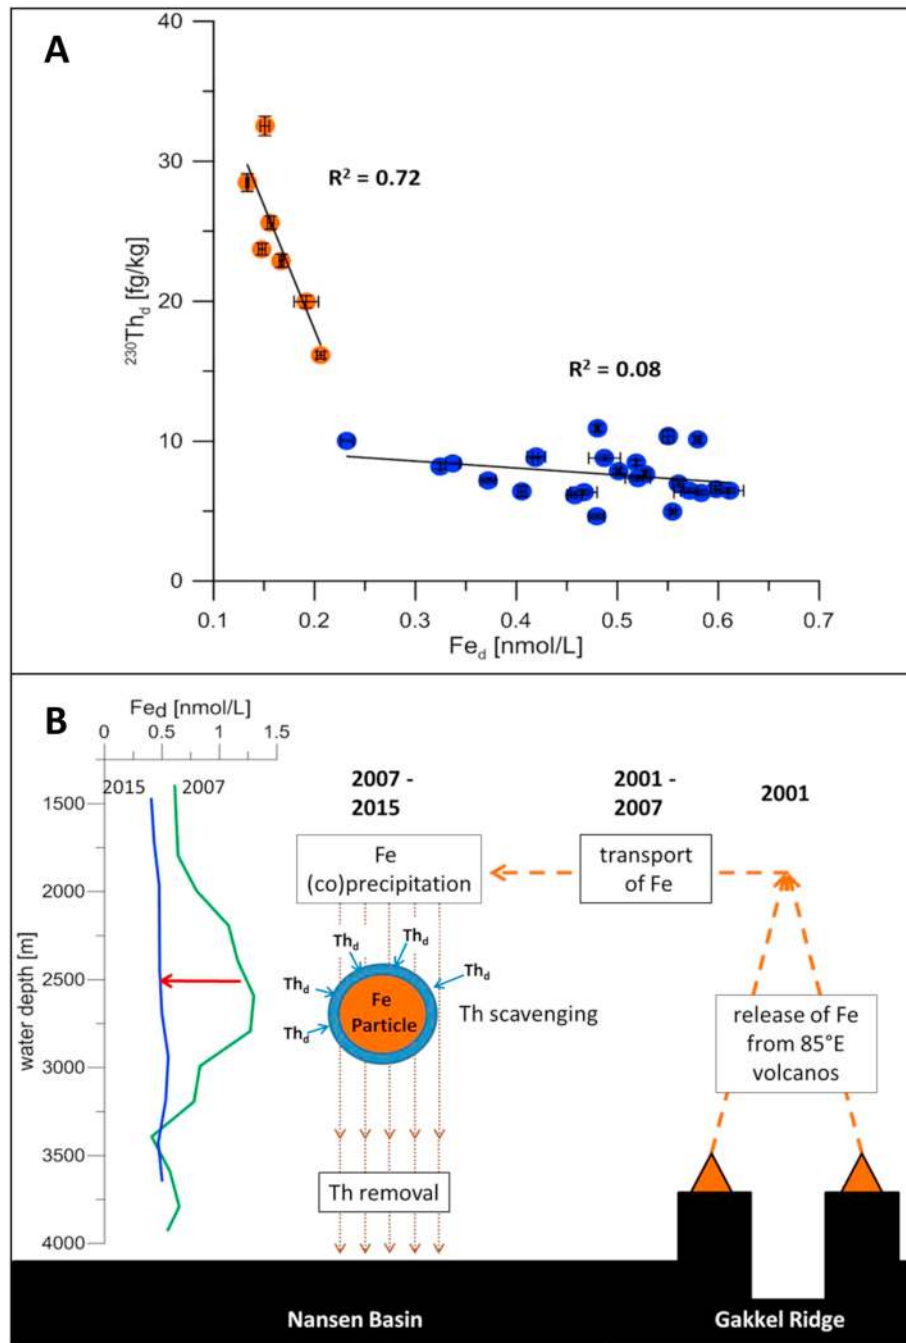 A
40
30
20
10
0
²³⁰Th_d [fg/kg]
R² = 0.72
R² = 0.08
0.1 0.2 0.3 0.4 0.5 0.6 0.7
Fe_d [nmol/L]
B
Fe_d [nmol/L]
0 0.5 1 1.5
2015 2007
1500
2000
2500
3000
3500
4000
water depth [m]
2007 -
2015
2001 -
2007
2001
Fe
(co)precipitation
transport
of Fe
Th_d
Th_d
Th_d
Th_d
Th_d
Fe
Particle
Th scavenging
release of Fe
from 85°E
volcanos
Th removal
Nansen Basin
Gakkel Ridge